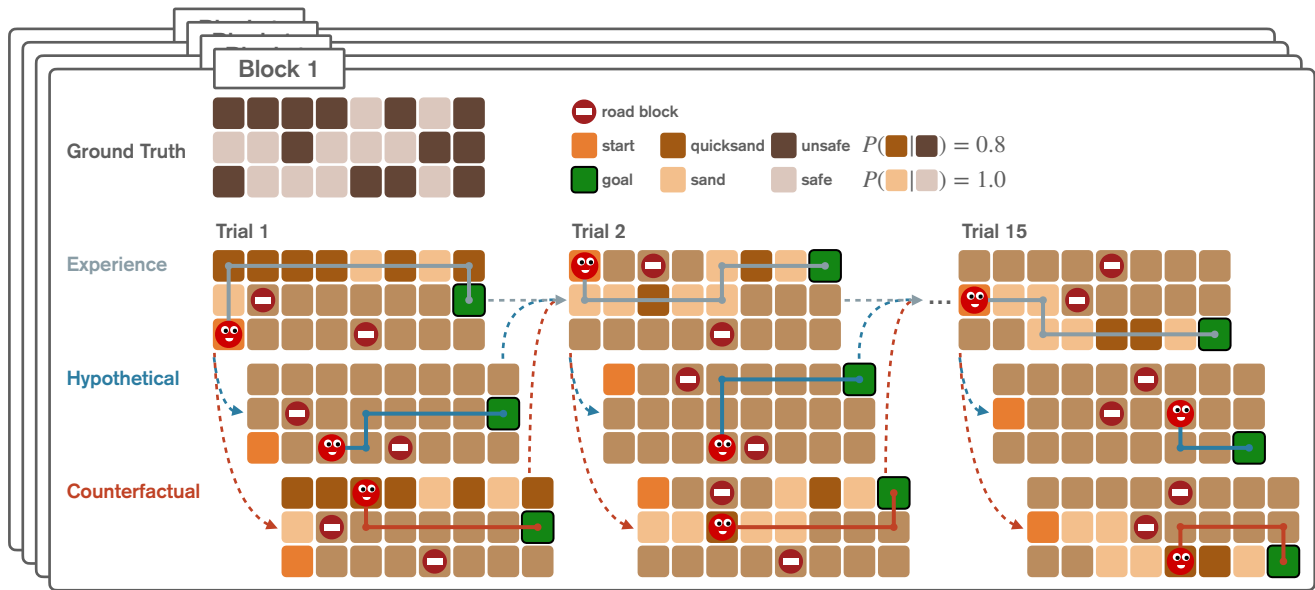 Block 1
Ground Truth
road block
start
quicksand
unsafe
P( | ) = 0.8
goal
sand
safe
P( | ) = 1.0
Trial 1
Trial 2
Trial 15
Experience
...
Hypothetical
Counterfactual